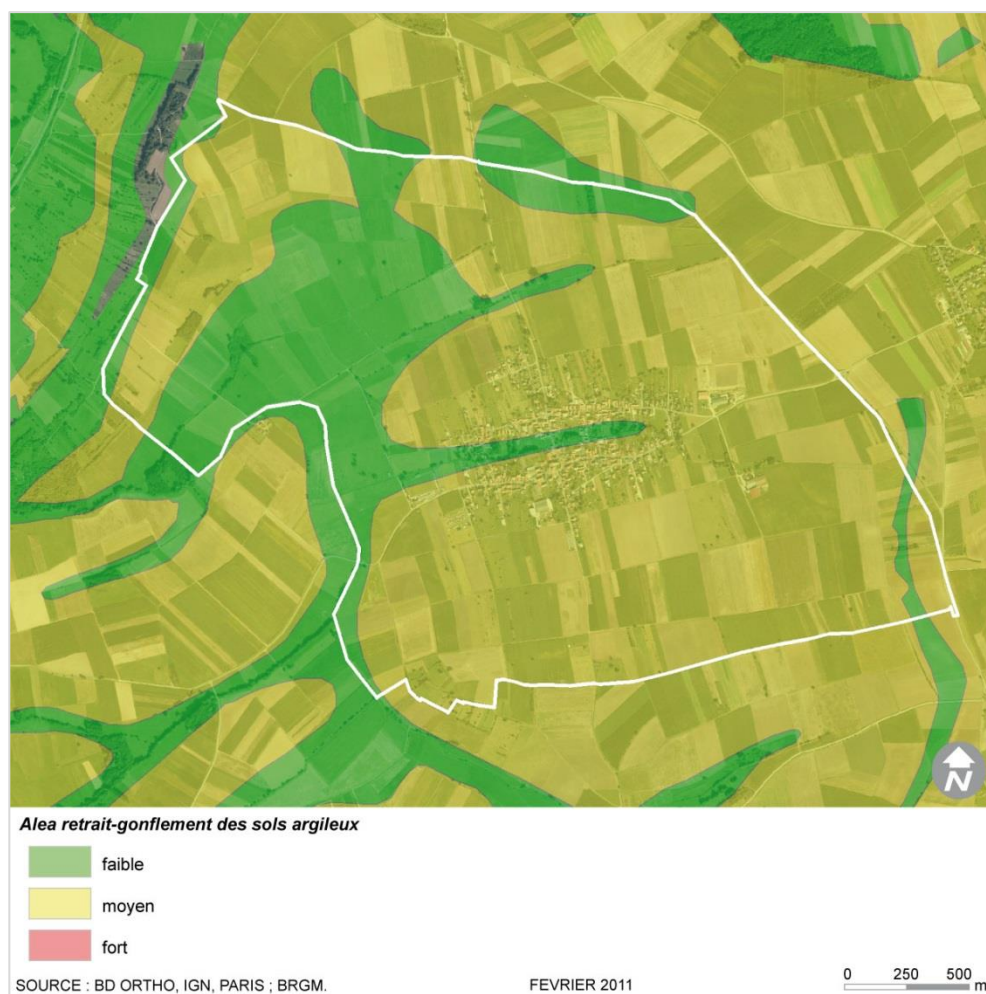 N
Alea retrait-gonflement des sols argileux
faible
moyen
fort
SOURCE : BD ORTHO, IGN, PARIS ; BRGM.
FEVRIER 2011
0 250 500
m